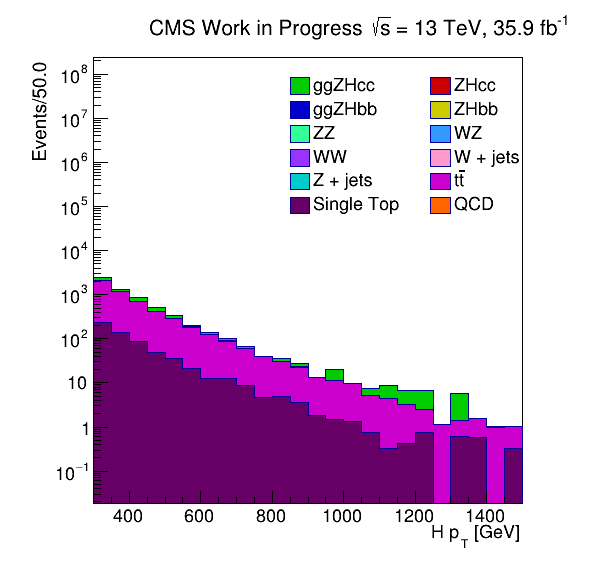 CMS Work in Progress √s = 13 TeV, 35.9 fb⁻¹
Events/50.0
10⁸
10⁷
10⁶
10⁵
10⁴
10³
10²
10
1
10⁻¹
ggZHcc ZHcc
ggZHbb ZHbb
ZZ WZ
WW W + jets
Z + jets tt̄
Single Top QCD
400 600 800 1000 1200 1400
H p_T [GeV]